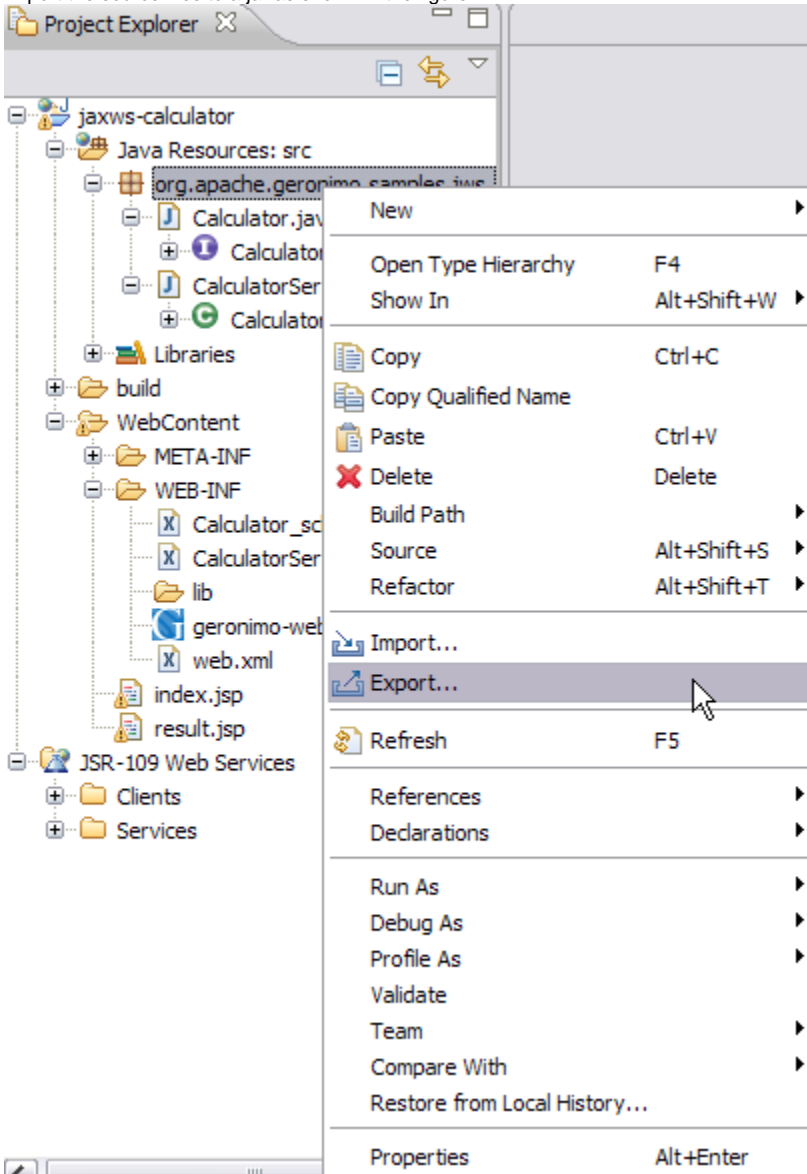 Project Explorer
jaxws-calculator
Java Resources: src
org.apache.geronimo.samples.jws
Calculator.jav
Calculator
CalculatorSer
Calculator
Libraries
build
WebContent
META-INF
WEB-INF
Calculator_sc
CalculatorSer
lib
geronimo-web
web.xml
index.jsp
result.jsp
JSR-109 Web Services
Clients
Services
New
Open Type Hierarchy F4
Show In Alt+Shift+W
Copy Ctrl+C
Copy Qualified Name
Paste Ctrl+V
Delete Delete
Build Path
Source Alt+Shift+S
Refactor Alt+Shift+T
Import...
Export...
Refresh F5
References
Declarations
Run As
Debug As
Profile As
Validate
Team
Compare With
Restore from Local History...
Properties Alt+Enter